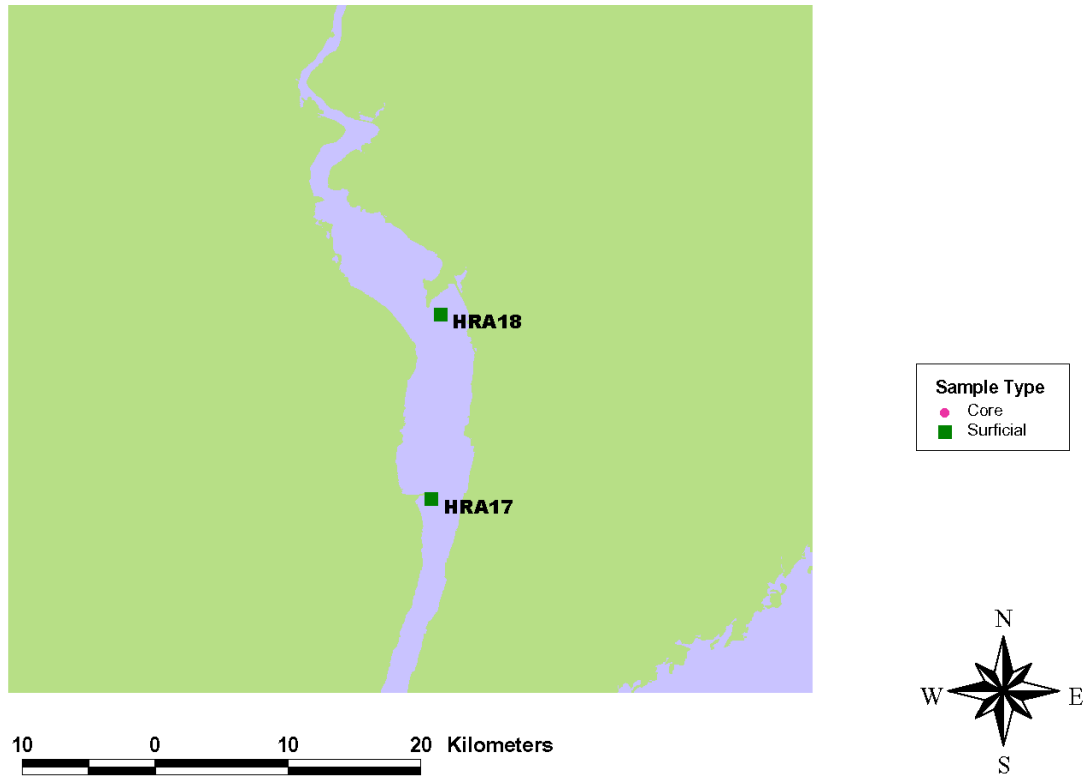 HRA18
HRA17
Sample Type
Core
Surficial
N
W E
S
10 0 10 20 Kilometers